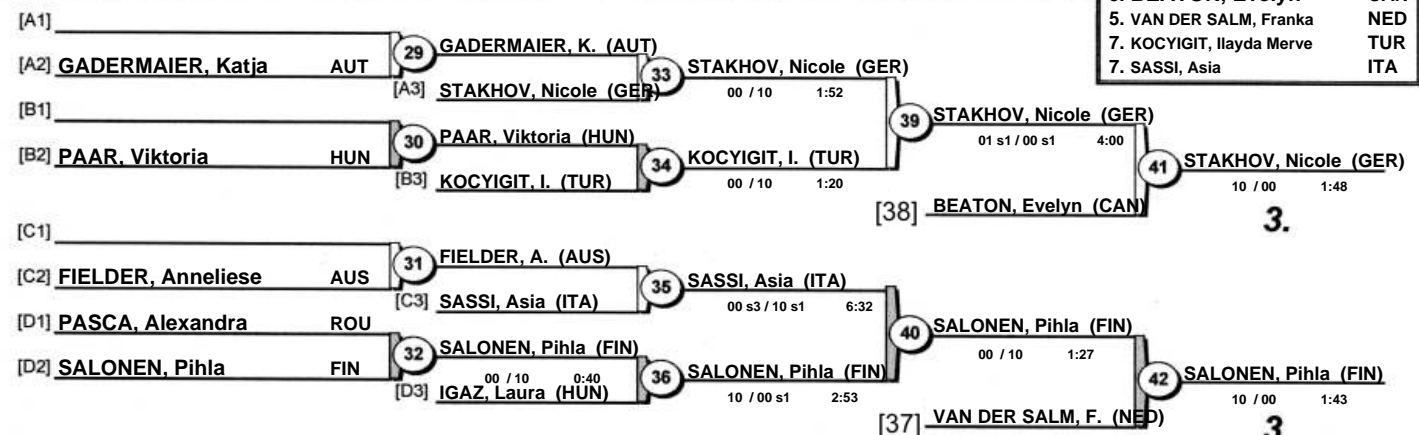 BEATON, Evelyn
5. VAN DER SALM, Franka NED
7. KOCYIGIT, Ilayda Merve TUR
7. SASSI, Asia ITA
[A1]
29 GADERMAIER, K. (AUT)
[A2] GADERMAIER, Katja AUT
33 STAKHOV, Nicole (GER)
00 / 10 1:52
[A3] STAKHOV, Nicole (GER)
[B1]
39 STAKHOV, Nicole (GER)
01 s1 / 00 s1 4:00
30 PAAR, Viktoria (HUN)
[B2] PAAR, Viktoria HUN
34 KOCYIGIT, I. (TUR)
00 / 10 1:20
[B3] KOCYIGIT, I. (TUR)
41 STAKHOV, Nicole (GER)
10 / 00 1:48
[38] BEATON, Evelyn (CAN)
3.
[C1]
31 FIELDER, A. (AUS)
[C2] FIELDER, Anneliese AUS
35 SASSI, Asia (ITA)
00 s3 / 10 s1 6:32
[C3] SASSI, Asia (ITA)
[D1] PASCA, Alexandra ROU
40 SALONEN, Pihla (FIN)
00 / 10 1:27
32 SALONEN, Pihla (FIN)
00 / 10 0:40
[D2] SALONEN, Pihla FIN
36 SALONEN, Pihla (FIN)
10 / 00 s1 2:53
[D3] IGAZ, Laura (HUN)
42 SALONEN, Pihla (FIN)
10 / 00 1:43
[37] VAN DER SALM, F. (NED)
3